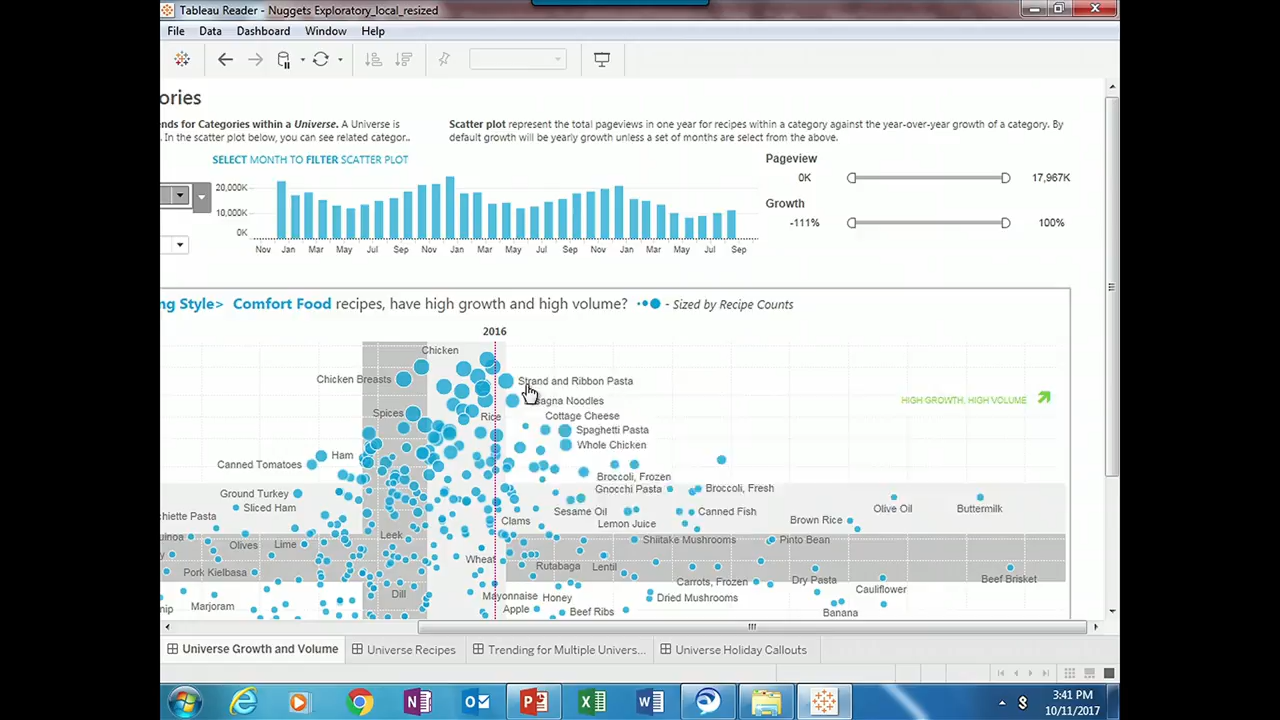 Tableau Reader - Nuggets Exploratory_local_resized
File Data Dashboard Window Help
ories
ends for Categories within a Universe. A Universe is
. In the scatter plot below, you can see related categor..
Scatter plot represent the total pageviews in one year for recipes within a category against the year-over-year growth of a category. By
default growth will be yearly growth unless a set of months are select from the above.
SELECT MONTH TO FILTER SCATTER PLOT
20,000K
10,000K
0K
Nov Jan Mar May Jul Sep Nov Jan Mar May Jul Sep Nov Jan Mar May Jul Sep
Pageview
0K 17,967K
Growth
-111% 100%
ng Style> Comfort Food recipes, have high growth and high volume? - Sized by Recipe Counts
2016
Chicken
Chicken Breasts
Strand and Ribbon Pasta
agna Noodles
HIGH GROWTH, HIGH VOLUME
Spices
Rice
Cottage Cheese
Spaghetti Pasta
Whole Chicken
Ham
Canned Tomatoes
Broccoli, Frozen
Gnocchi Pasta
Broccoli, Fresh
Ground Turkey
Sliced Ham
Olive Oil
Buttermilk
chiette Pasta
Sesame Oil
Canned Fish
Clams
Lemon Juice
Brown Rice
Leek
uinoa
Olives
Lime
Shiitake Mushrooms
Pinto Bean
Wheat
Rutabaga
Lentil
Pork Kielbasa
Carrots, Frozen
Dry Pasta
Beef Brisket
Cauliflower
Dill
Mayonnaise
Honey
Dried Mushrooms
nip
Marjoram
Apple
Beef Ribs
Banana
Universe Growth and Volume
Universe Recipes
Trending for Multiple Univers...
Universe Holiday Callouts
3:41 PM
10/11/2017